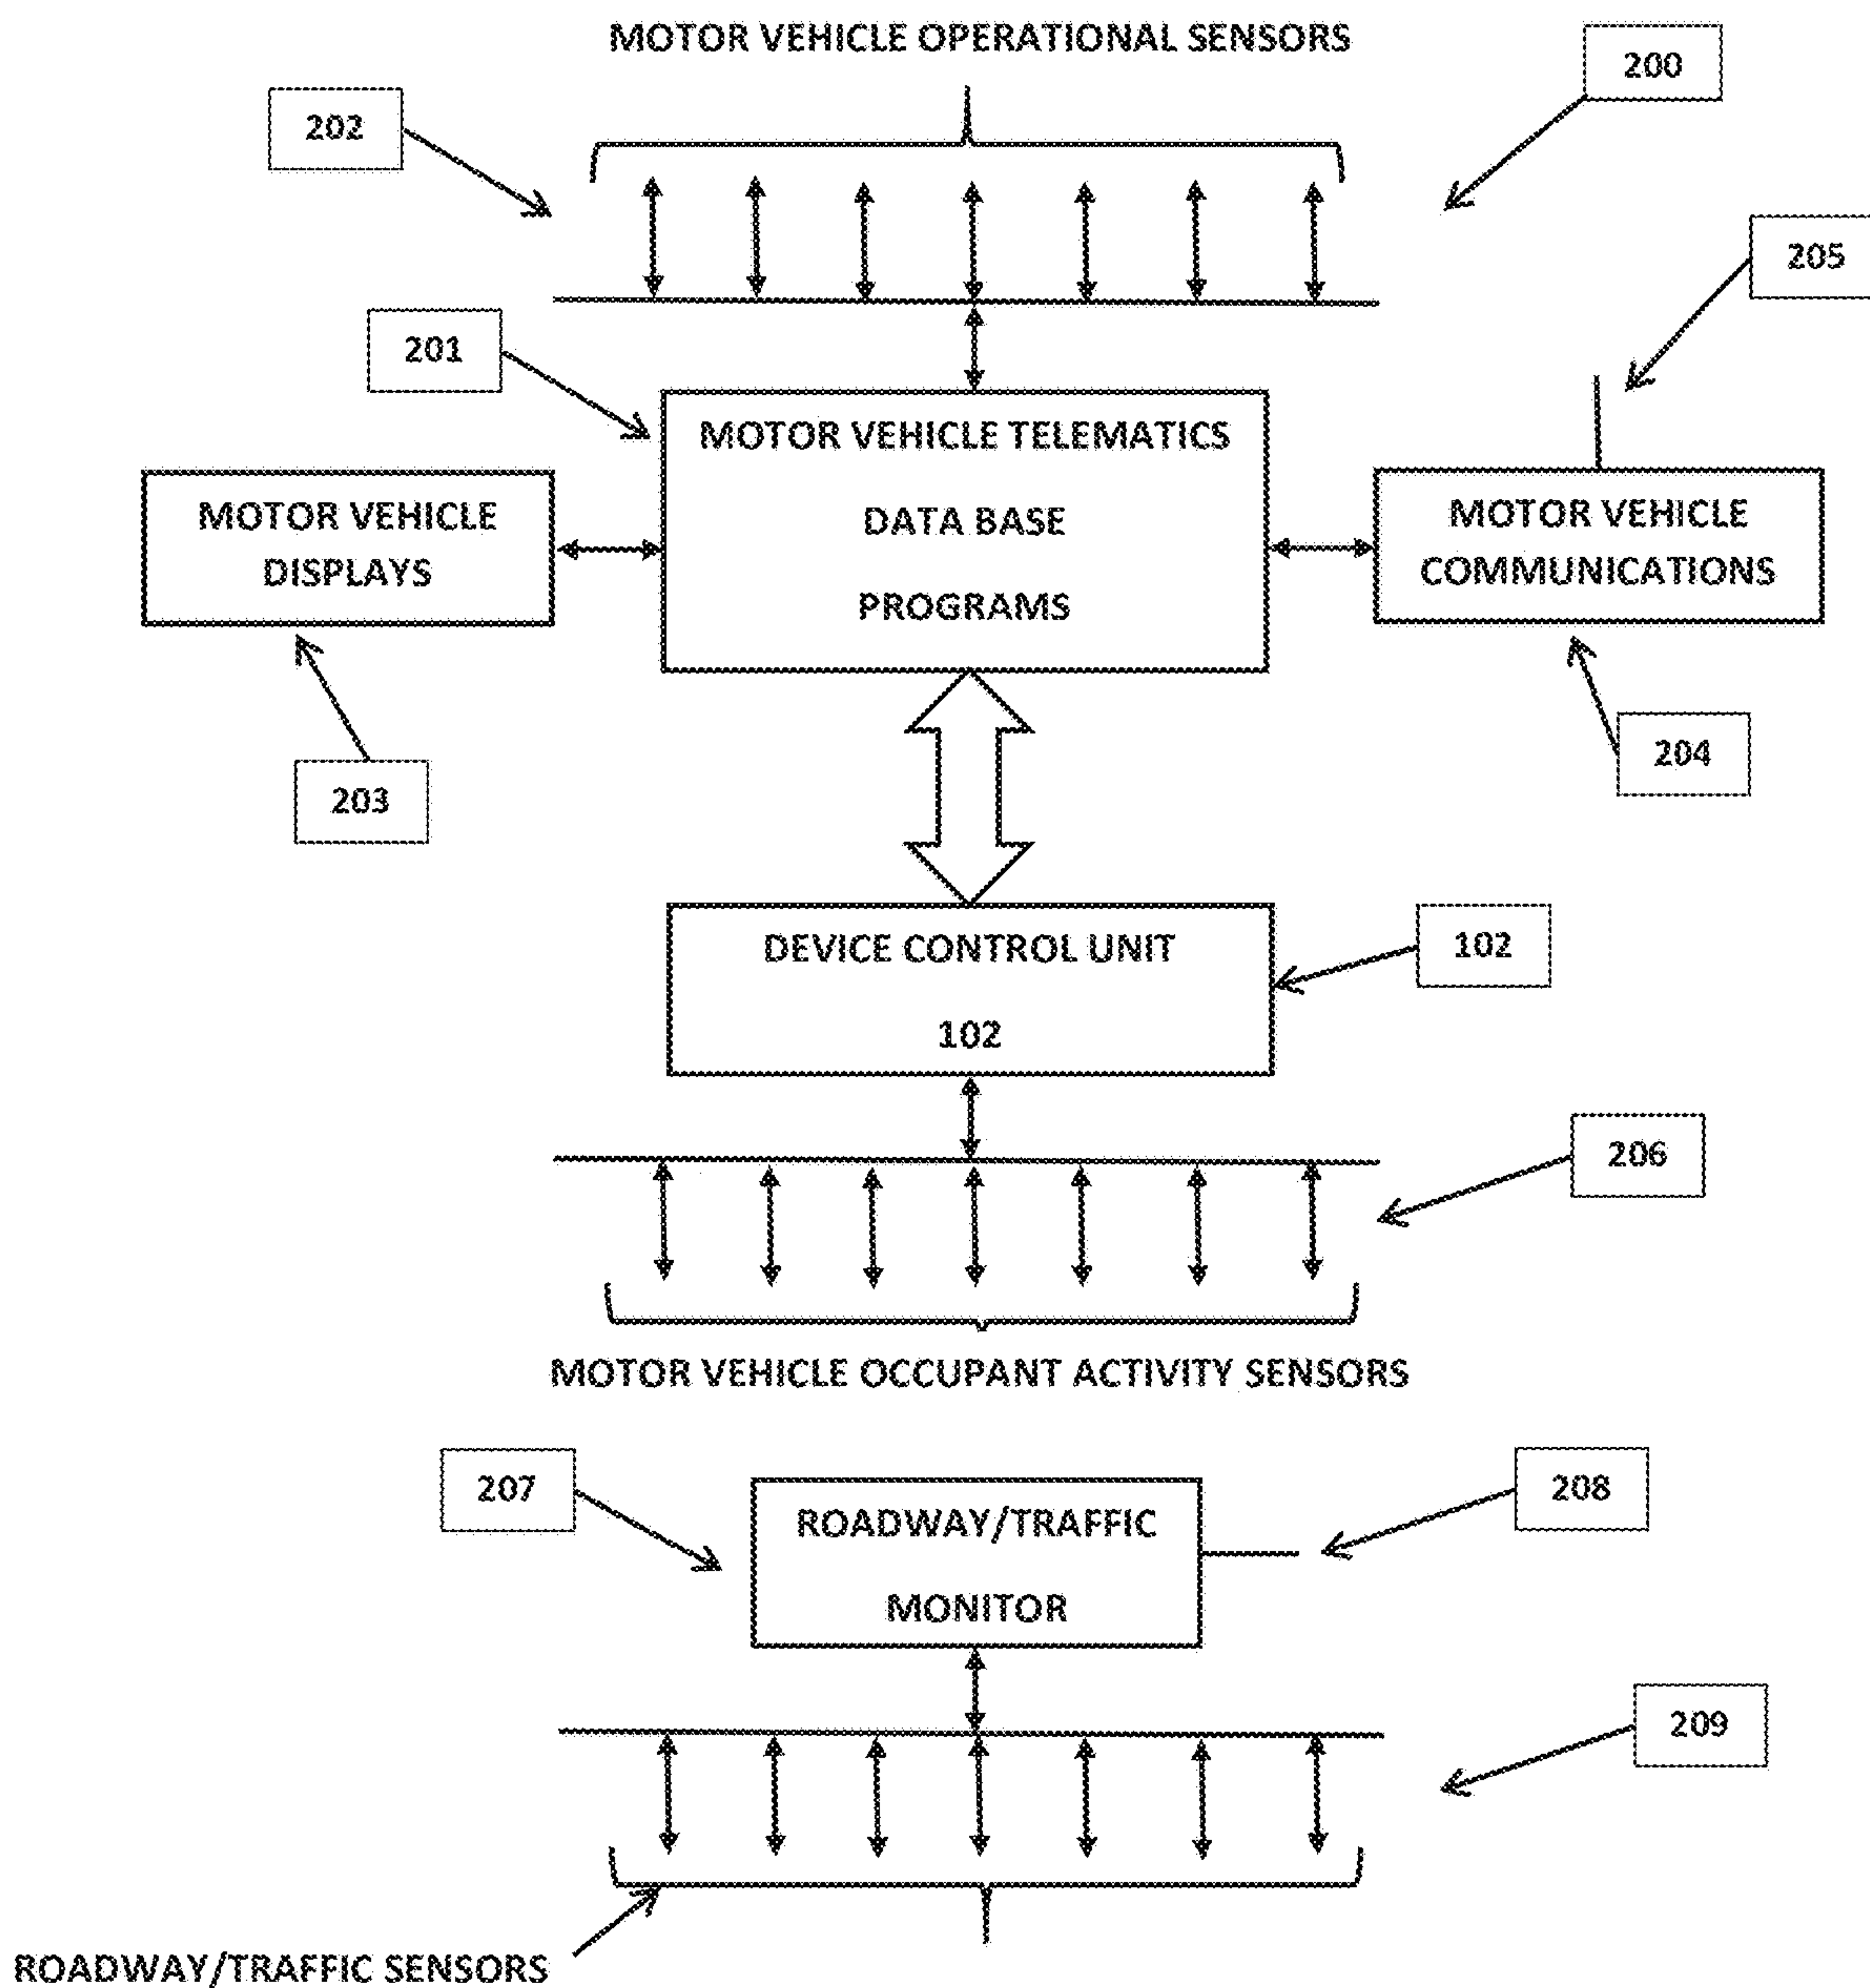 MOTOR VEHICLE OPERATIONAL SENSORS
200
202
205
201
MOTOR VEHICLE TELEMATICS
DATA BASE
PROGRAMS
MOTOR VEHICLE
DISPLAYS
MOTOR VEHICLE
COMMUNICATIONS
203
204
DEVICE CONTROL UNIT
102
102
206
MOTOR VEHICLE OCCUPANT ACTIVITY SENSORS
207
ROADWAY/TRAFFIC
MONITOR
208
209
ROADWAY/TRAFFIC SENSORS